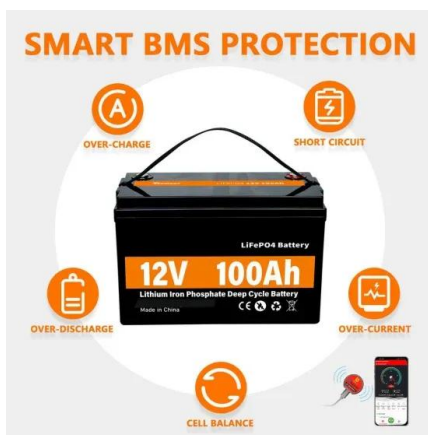 SMART BMS PROTECTION
A
OVER-CHARGE
SHORT CIRCUIT
LiFePO4 Battery
12V 100Ah
Lithium Iron Phosphate Deep Cycle Battery
Made in China
CE
OVER-DISCHARGE
OVER-CURRENT
CELL BALANCE